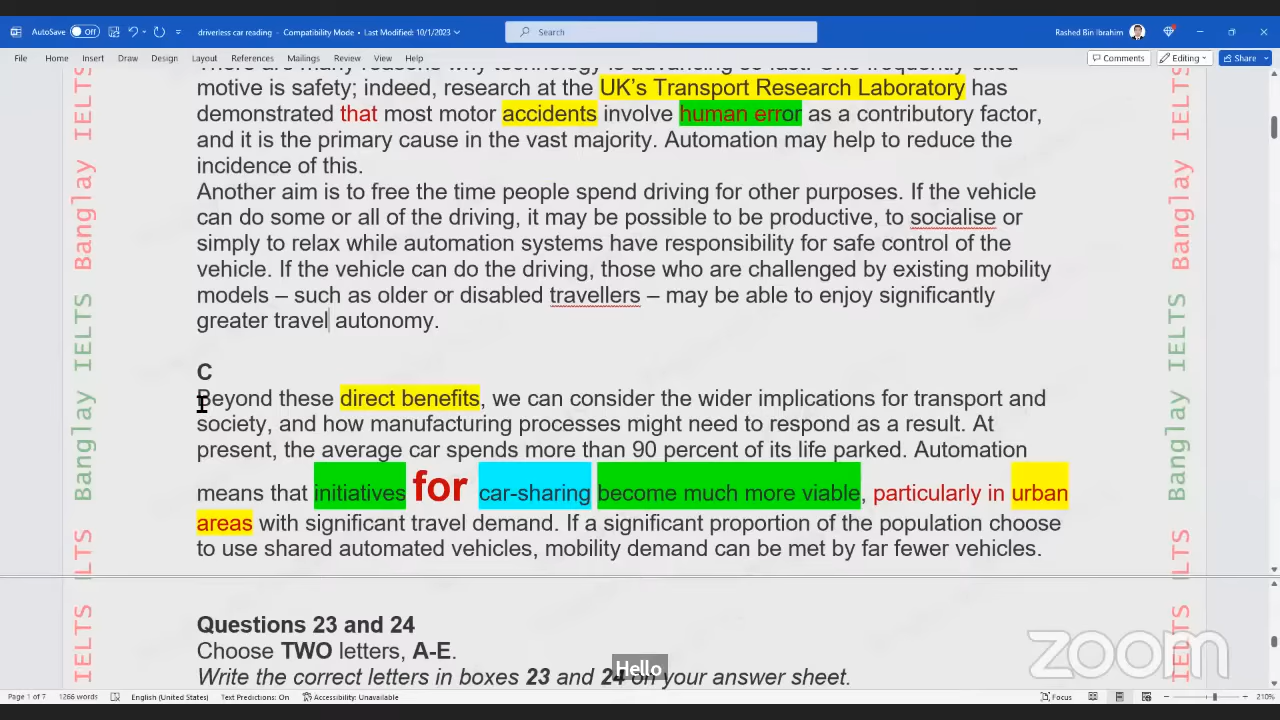 AutoSave Off driverless car reading - Compatibility Mode • Last Modified: 10/1/2023 Search Rashed Bin Ibrahim
File Home Insert Draw Design Layout References Mailings Review View Help Comments Editing Share
motive is safety; indeed, research at the UK's Transport Research Laboratory has
demonstrated that most motor accidents involve human error as a contributory factor,
and it is the primary cause in the vast majority. Automation may help to reduce the
incidence of this.
Another aim is to free the time people spend driving for other purposes. If the vehicle
can do some or all of the driving, it may be possible to be productive, to socialise or
simply to relax while automation systems have responsibility for safe control of the
vehicle. If the vehicle can do the driving, those who are challenged by existing mobility
models – such as older or disabled travellers – may be able to enjoy significantly
greater travel autonomy.
C
Beyond these direct benefits, we can consider the wider implications for transport and
society, and how manufacturing processes might need to respond as a result. At
present, the average car spends more than 90 percent of its life parked. Automation
means that initiatives for car-sharing become much more viable, particularly in urban
areas with significant travel demand. If a significant proportion of the population choose
to use shared automated vehicles, mobility demand can be met by far fewer vehicles.
Questions 23 and 24
Choose TWO letters, A-E.
Write the correct letters in boxes 23 and 24 on your answer sheet.
Hello
zoom
Banglay IELTS
Banglay IELTS
IELTS
Banglay IELTS
Banglay IELTS
IELTS
Page 1 of 7 1266 words English (United States) Text Predictions: On Accessibility: Unavailable Focus 210%